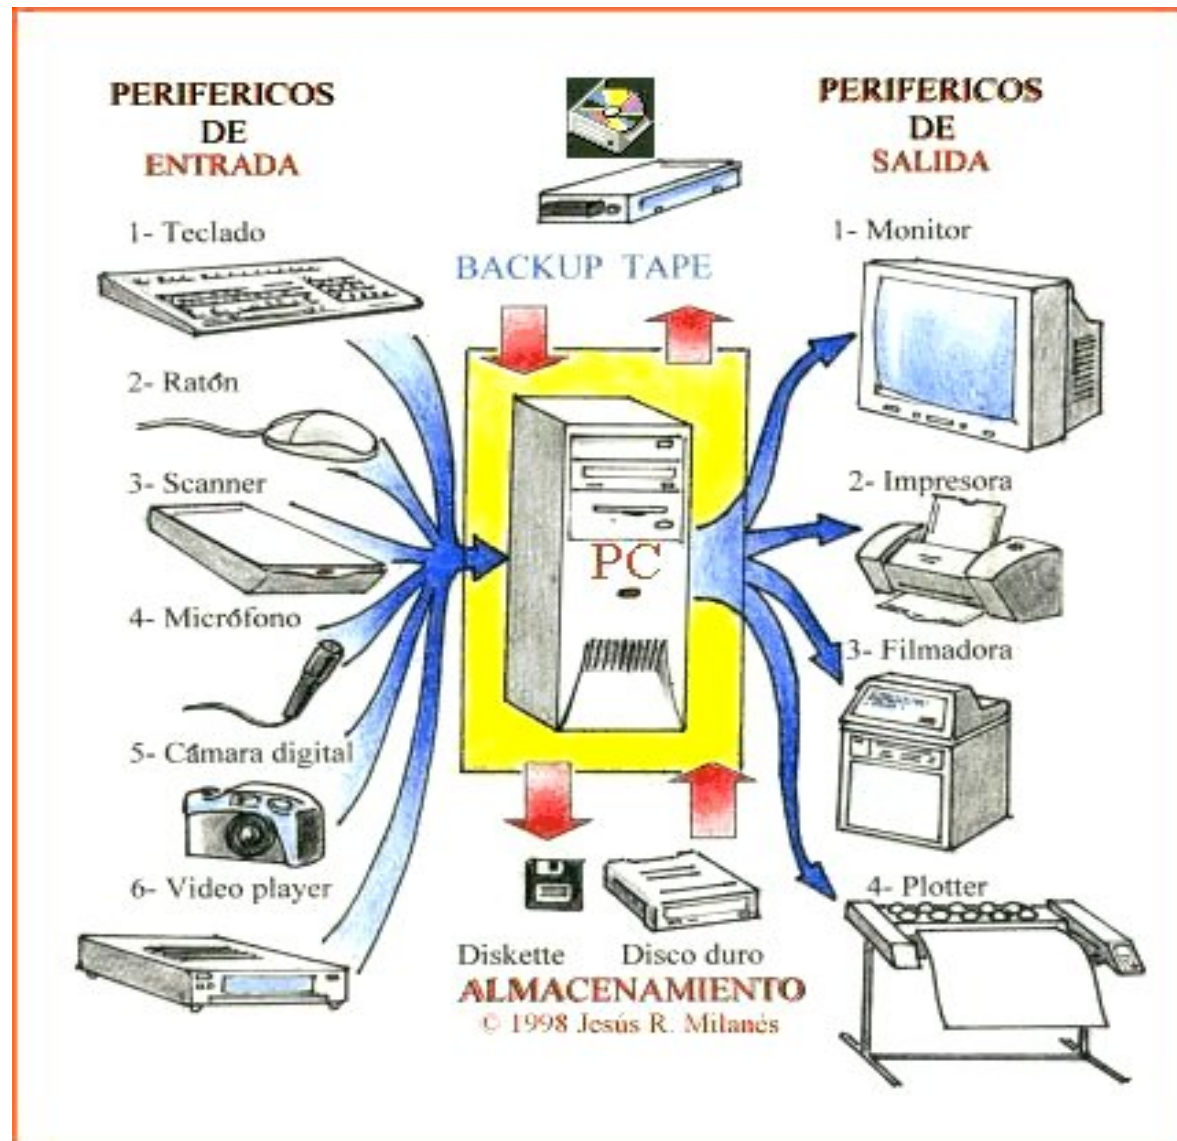 PERIFERICOS
DE
ENTRADA
1- Teclado
2- Ratón
3- Scanner
4- Micrófono
5- Cámara digital
6- Video player
BACKUP TAPE
PC
Diskette Disco duro
ALMACENAMIENTO
© 1998 Jesús R. Milanés
PERIFERICOS
DE
SALIDA
1- Monitor
2- Impresora
3- Filmadora
4- Plotter